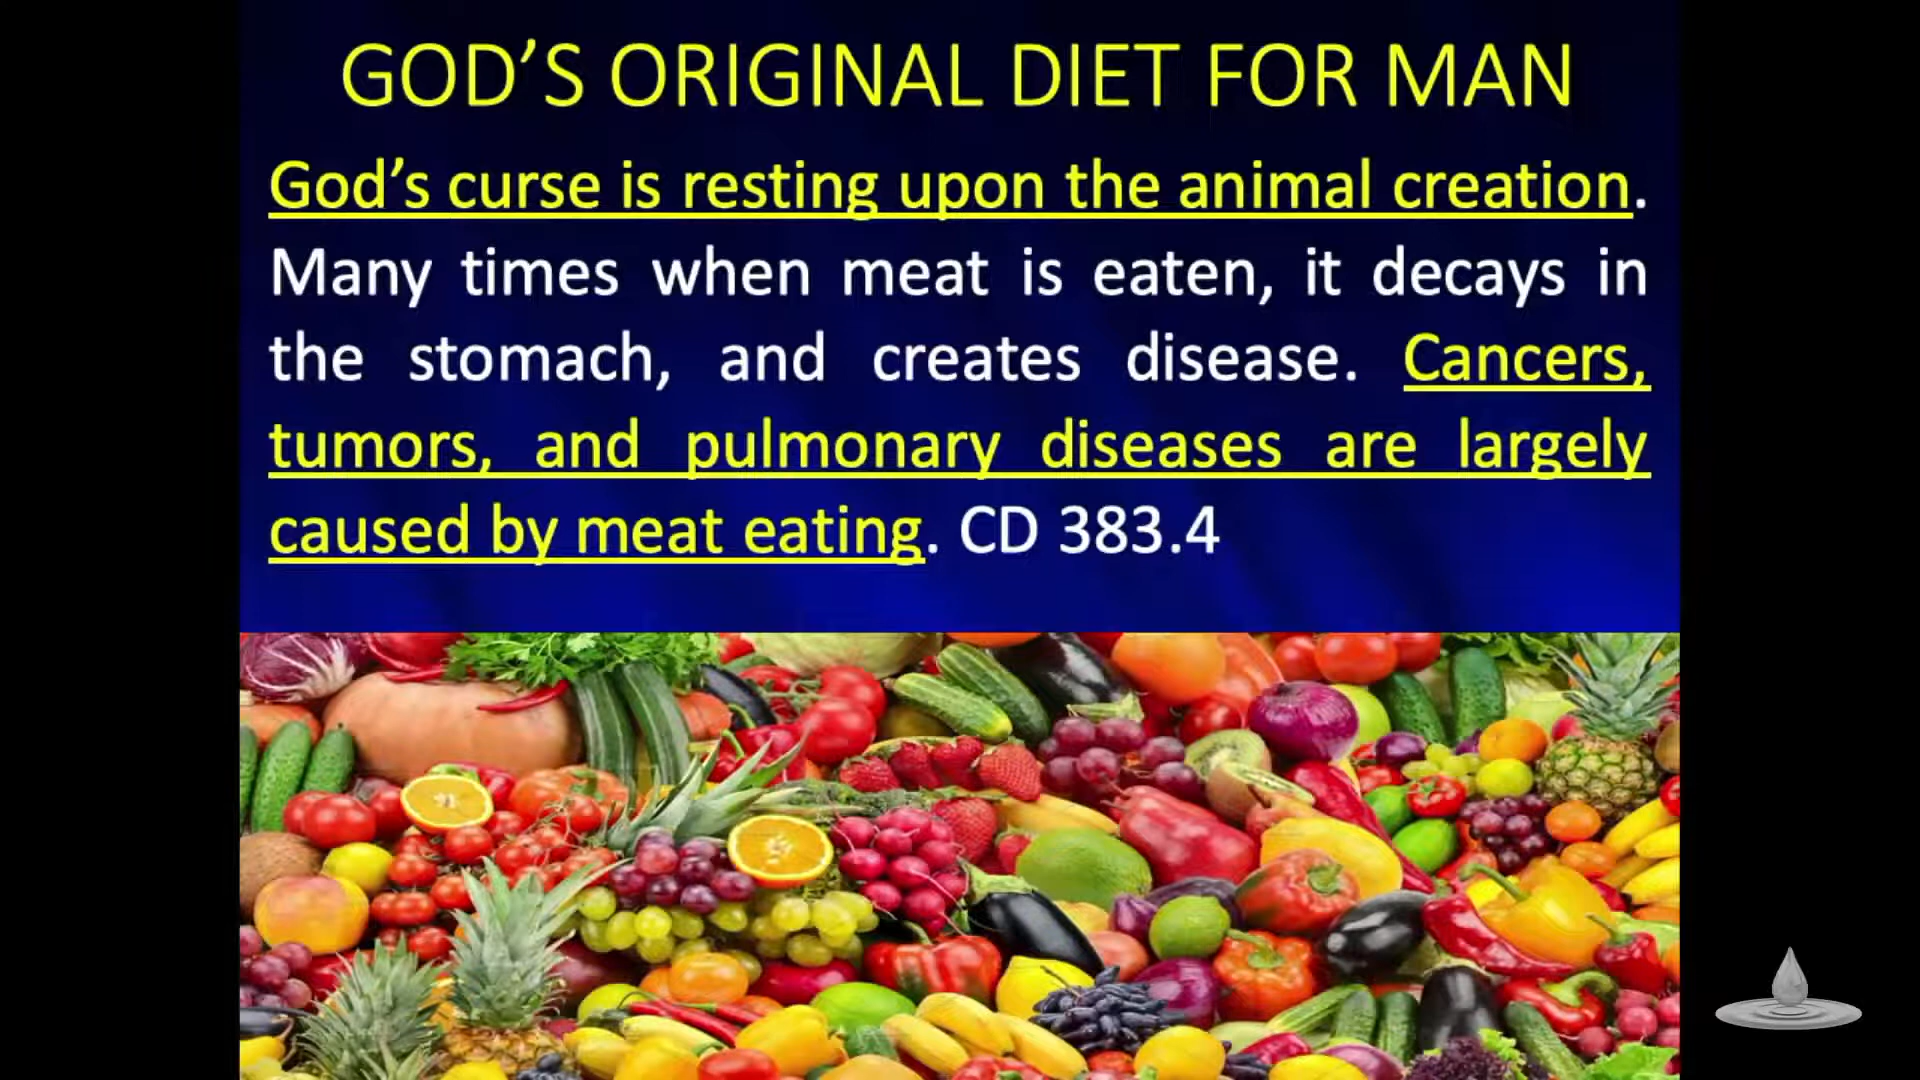 GOD’S ORIGINAL DIET FOR MAN
God’s curse is resting upon the animal creation.
Many times when meat is eaten, it decays in
the stomach, and creates disease. Cancers,
tumors, and pulmonary diseases are largely
caused by meat eating. CD 383.4